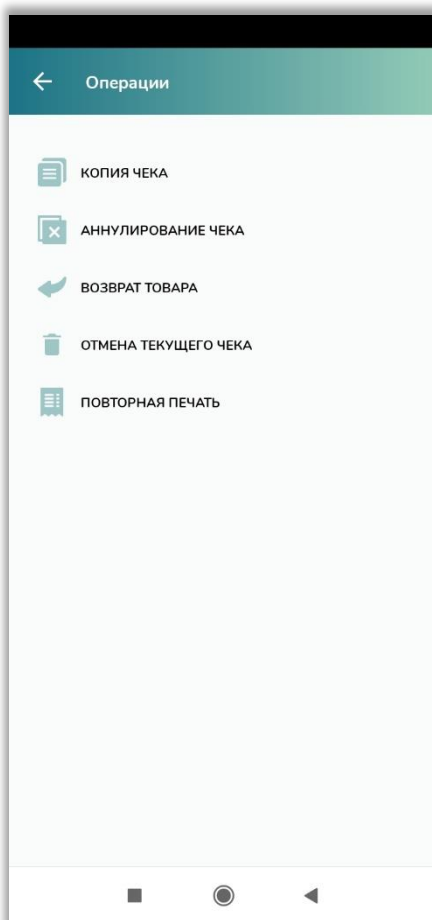 Операции
КОПИЯ ЧЕКА
АННУЛИРОВАНИЕ ЧЕКА
ВОЗВРАТ ТОВАРА
ОТМЕНА ТЕКУЩЕГО ЧЕКА
ПОВТОРНАЯ ПЕЧАТЬ